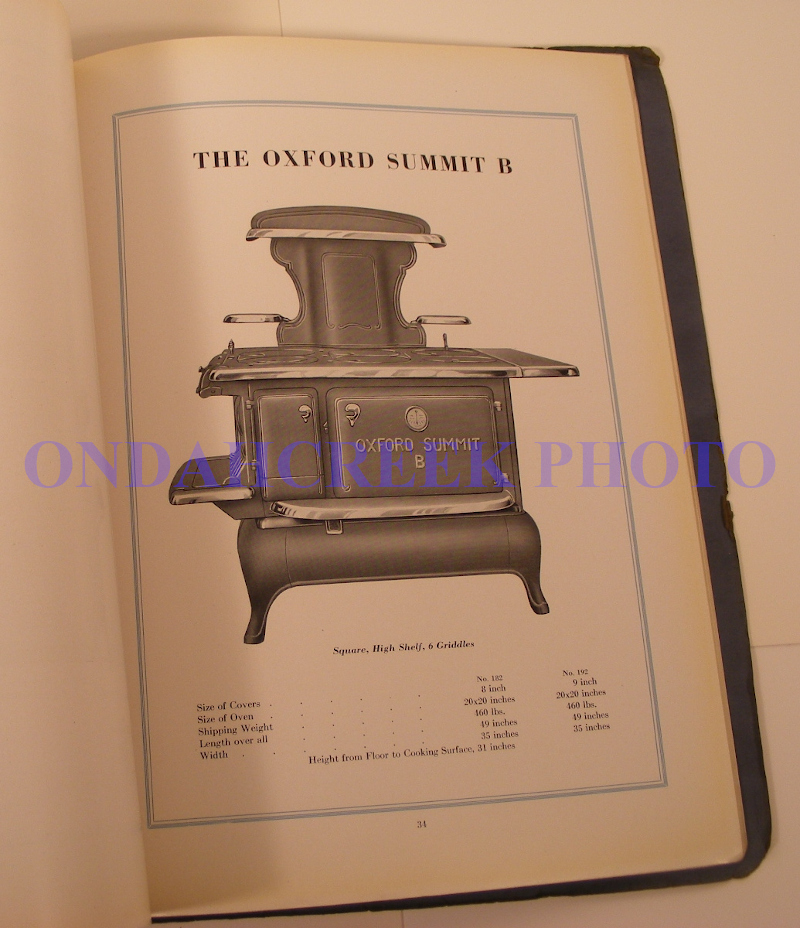 THE OXFORD SUMMIT B
OXFORD SUMMIT
B
ONDAHCREEK PHOTO
Square, High Shelf, 6 Griddles
No. 182 No. 192
Size of Covers . . . . . . 8 inch 9 inch
Size of Oven . . . . . . 20x20 inches 20x20 inches
Shipping Weight . . . . . 460 lbs. 460 lbs.
Length over all . . . . . 49 inches 49 inches
Width . . . . . . . 35 inches 35 inches
Height from Floor to Cooking Surface, 31 inches
34